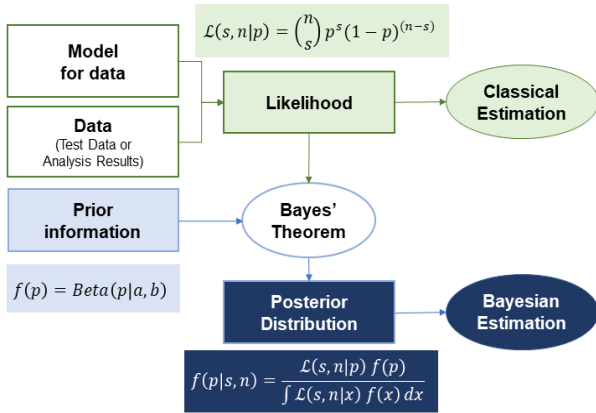 ℒ(s, n|p) = (n s) p^s (1 − p)^(n−s)
Model
for data
Likelihood
Classical
Estimation
Data
(Test Data or
Analysis Results)
Prior
information
Bayes’
Theorem
f(p) = Beta(p|a, b)
Posterior
Distribution
Bayesian
Estimation
f(p|s, n) = ℒ(s, n|p) f(p) / ∫ ℒ(s, n|x) f(x) dx